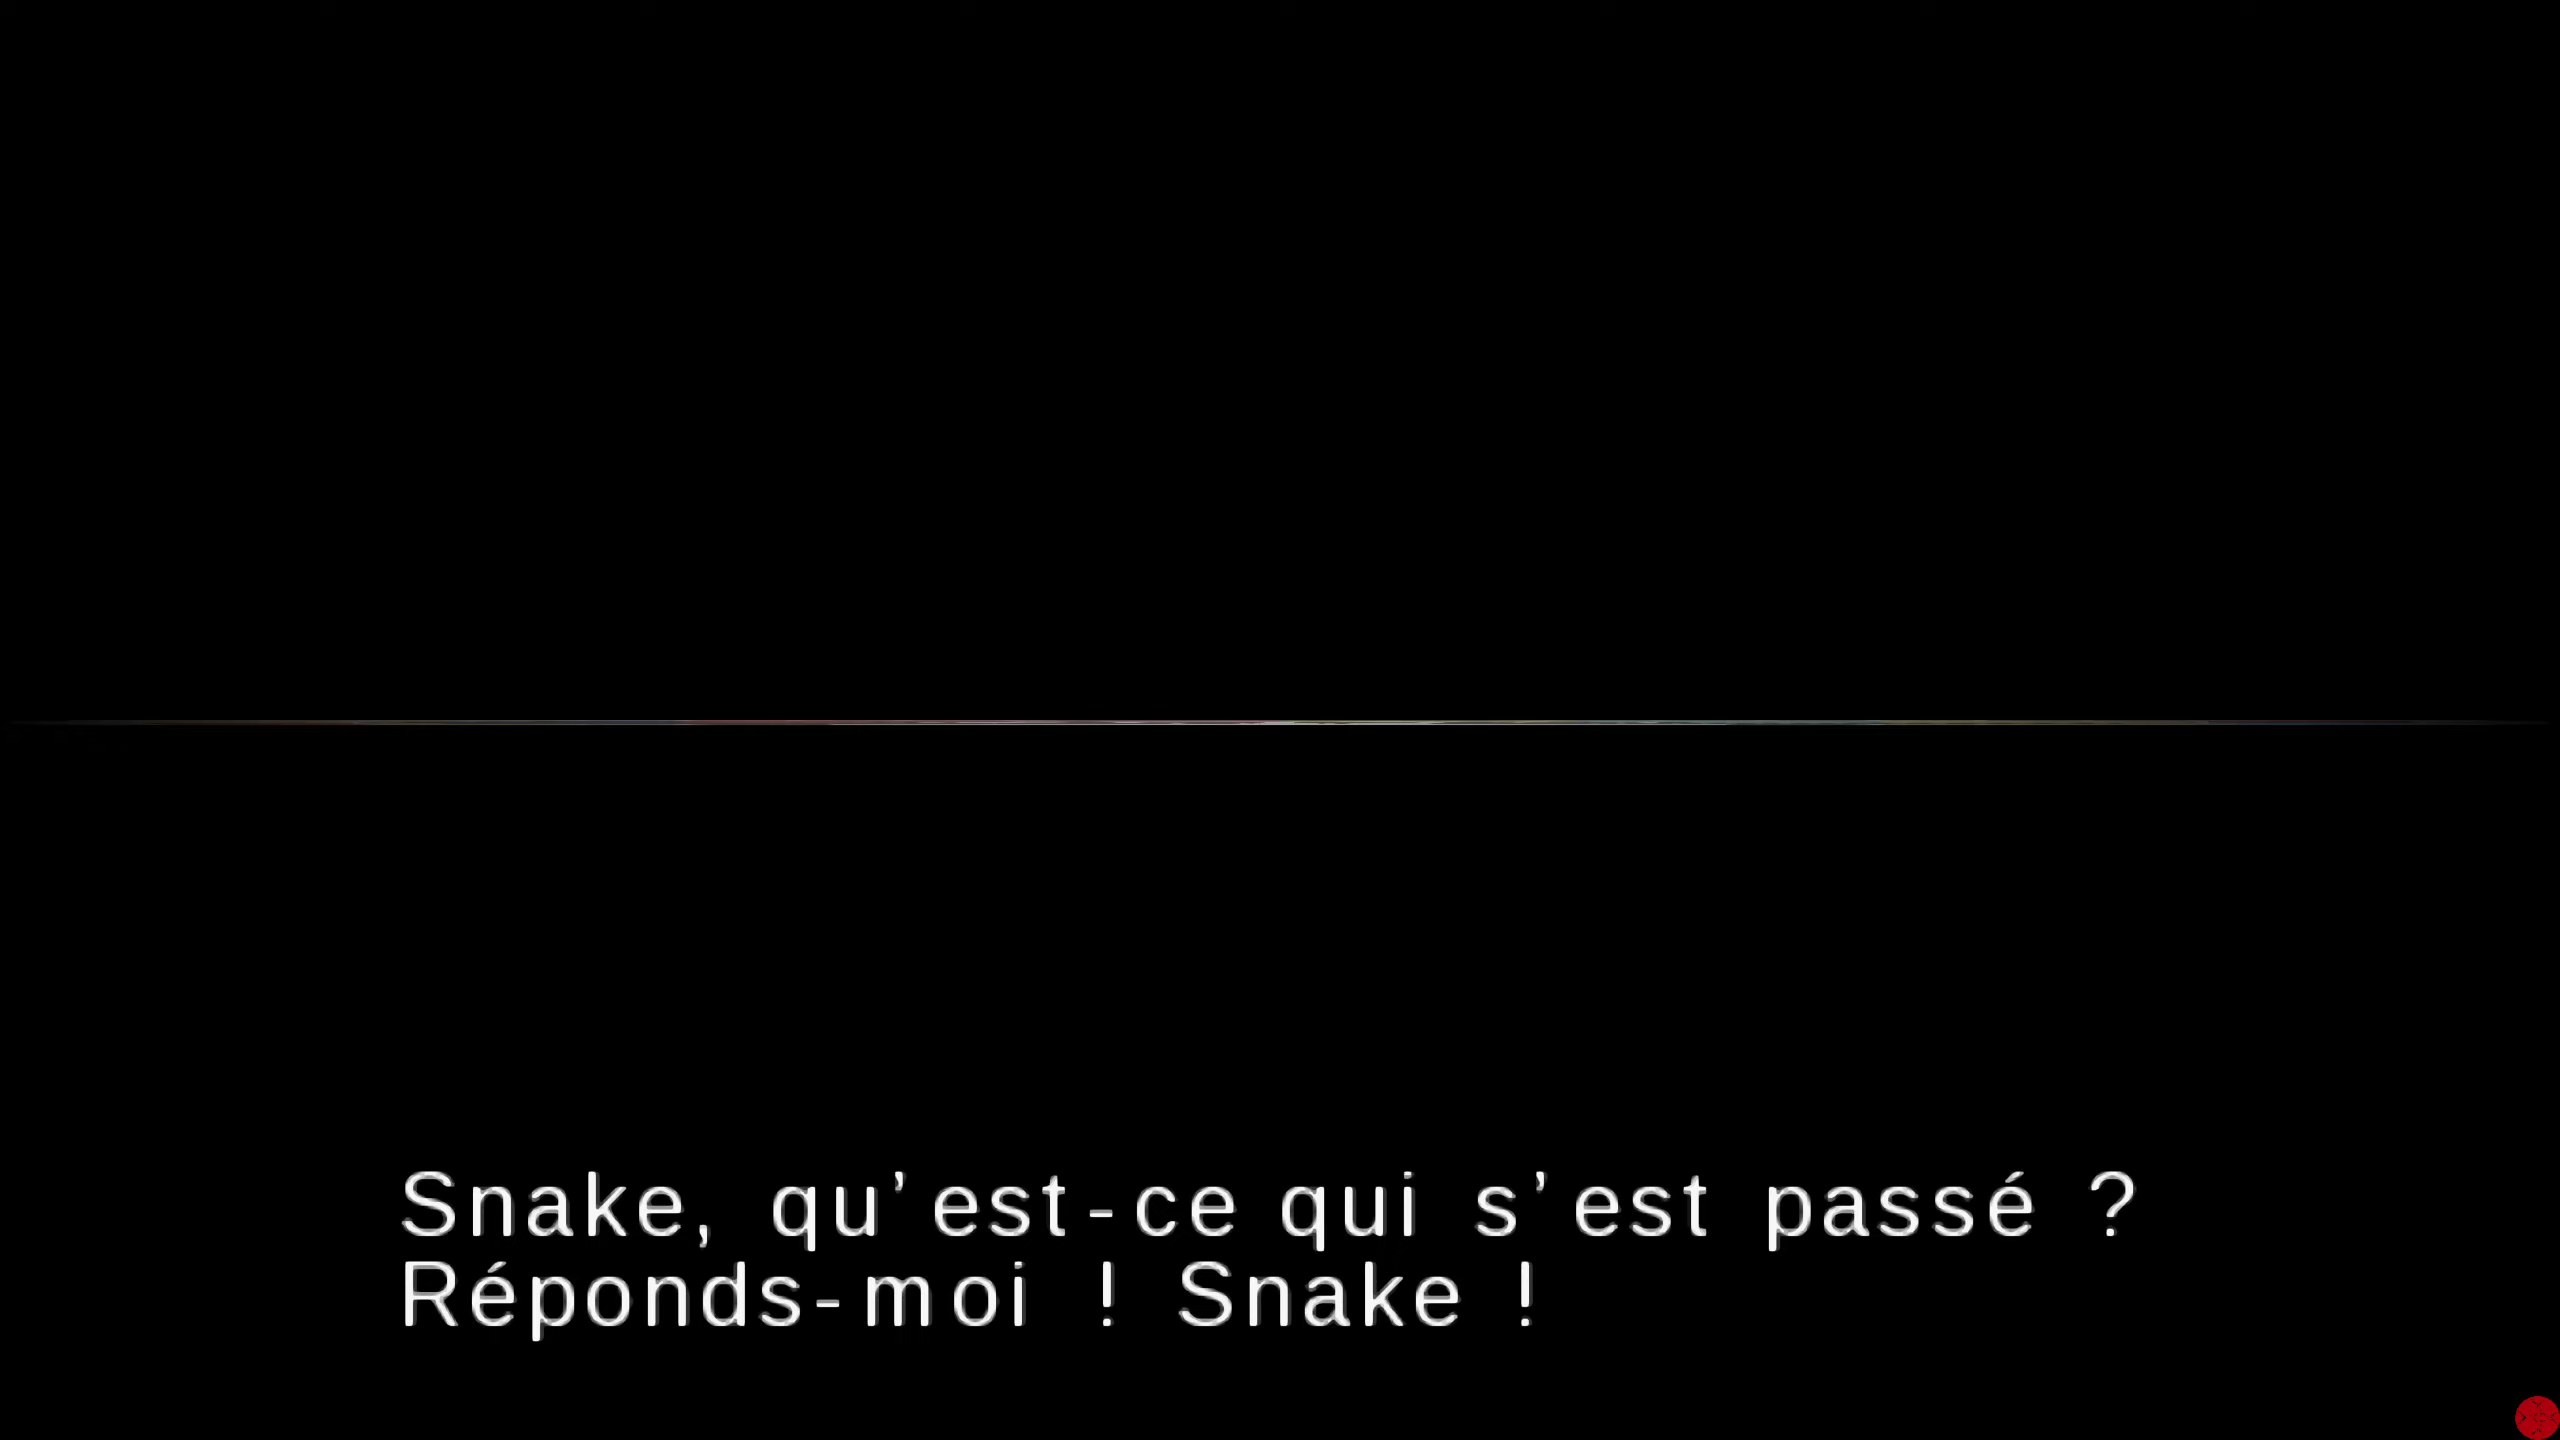 Snake, qu’est-ce qui s’est passé ?
Réponds-moi ! Snake !